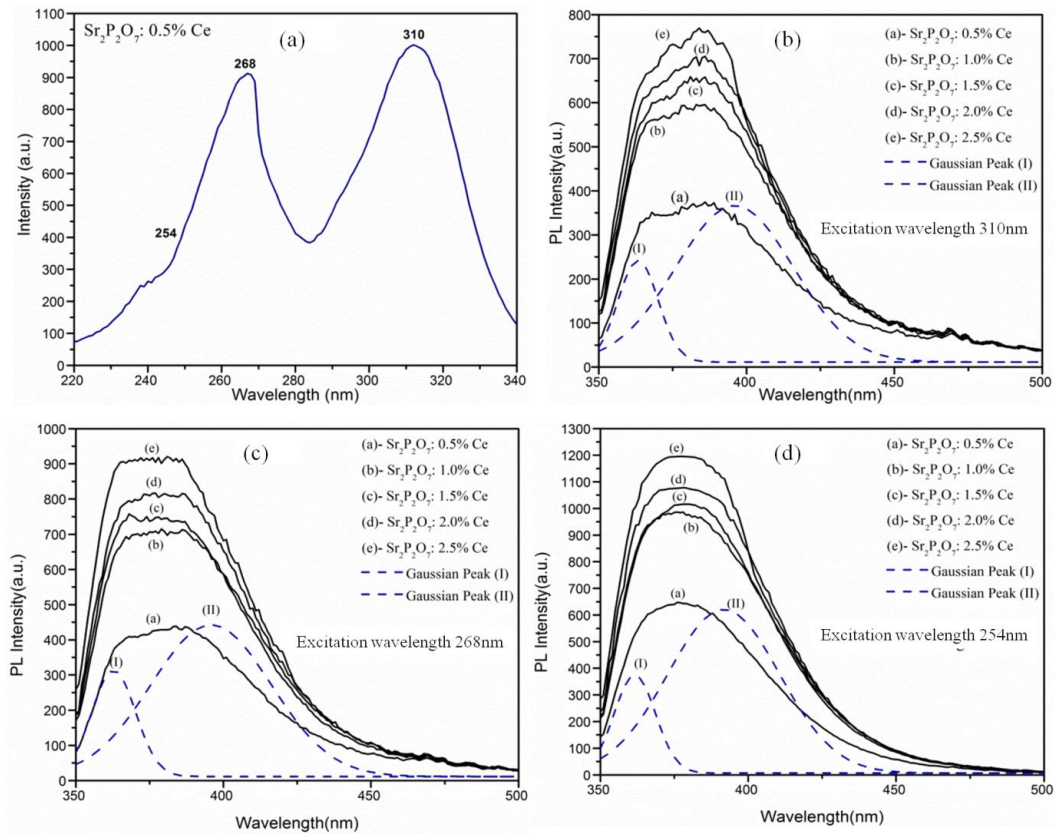 Sr₂P₂O₇: 0.5% Ce
(a)
1100
1000
900
800
700
600
500
400
300
200
100
0
254
268
310
220 240 260 280 300 320 340
Intensity (a.u.)
Wavelength (nm)
(b)
800
700
600
500
400
300
200
100
0
350 400 450 500
PL Intensity(a.u.)
Wavelength(nm)
(e)
(d)
(c)
(b)
(a)
(I)
(II)
(a)- Sr₂P₂O₇: 0.5% Ce
(b)- Sr₂P₂O₇: 1.0% Ce
(c)- Sr₂P₂O₇: 1.5% Ce
(d)- Sr₂P₂O₇: 2.0% Ce
(e)- Sr₂P₂O₇: 2.5% Ce
Gaussian Peak (I)
Gaussian Peak (II)
Excitation wavelength 310nm
(c)
1000
900
800
700
600
500
400
300
200
100
0
350 400 450 500
PL Intensity(a.u.)
Wavelength(nm)
(e)
(d)
(c)
(b)
(a)
(I)
(II)
(a)- Sr₂P₂O₇: 0.5% Ce
(b)- Sr₂P₂O₇: 1.0% Ce
(c)- Sr₂P₂O₇: 1.5% Ce
(d)- Sr₂P₂O₇: 2.0% Ce
(e)- Sr₂P₂O₇: 2.5% Ce
Gaussian Peak (I)
Gaussian Peak (II)
Excitation wavelength 268nm
(d)
1300
1200
1100
1000
900
800
700
600
500
400
300
200
100
0
350 400 450 500
PL Intensity(a.u.)
Wavelength(nm)
(e)
(d)
(c)
(b)
(a)
(I)
(II)
(a)- Sr₂P₂O₇: 0.5% Ce
(b)- Sr₂P₂O₇: 1.0% Ce
(c)- Sr₂P₂O₇: 1.5% Ce
(d)- Sr₂P₂O₇: 2.0% Ce
(e)- Sr₂P₂O₇: 2.5% Ce
Gaussian Peak (I)
Gaussian Peak (II)
Excitation wavelength 254nm